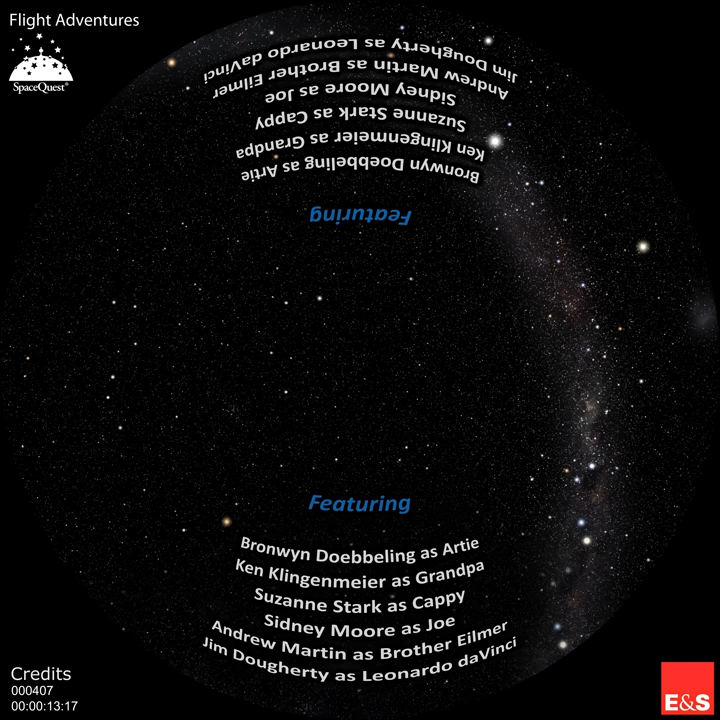 Flight Adventures
SpaceQuest®
Jim Dougherty as Leonardo daVinci
Andrew Martin as Brother Eilmer
Sidney Moore as Joe
Suzanne Stark as Cappy
Ken Klingenmeier as Grandpa
Bronwyn Doebbeling as Artie
Featuring
Featuring
Bronwyn Doebbeling as Artie
Ken Klingenmeier as Grandpa
Suzanne Stark as Cappy
Sidney Moore as Joe
Andrew Martin as Brother Eilmer
Jim Dougherty as Leonardo daVinci
Credits
000407
00:00:13:17
E&S